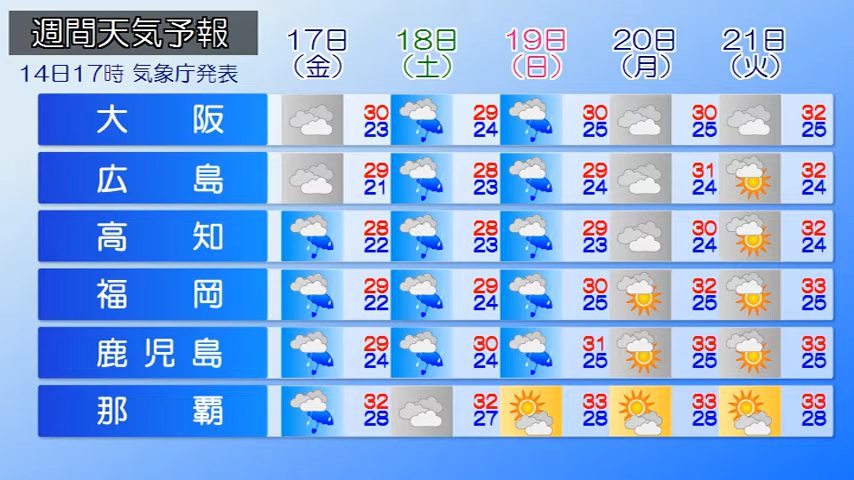 週間天気予報
14日17時 気象庁発表
17日 18日 19日 20日 21日
(金) (土) (日) (月) (火)
大阪 30 29 30 30 32
23 24 25 25 25
広島 29 28 29 31 32
21 23 24 24 24
高知 28 28 29 30 32
22 23 23 24 24
福岡 29 29 30 32 33
22 24 25 25 25
鹿児島 29 30 31 33 33
24 24 25 25 25
那覇 32 32 33 33 33
28 27 28 28 28